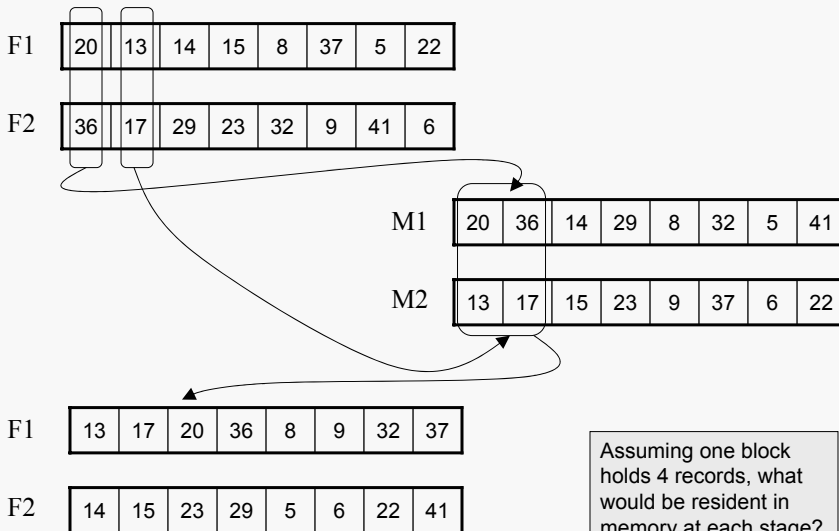 F1 20 13 14 15 8 37 5 22
F2 36 17 29 23 32 9 41 6
M1 20 36 14 29 8 32 5 41
M2 13 17 15 23 9 37 6 22
F1 13 17 20 36 8 9 32 37
F2 14 15 23 29 5 6 22 41
Assuming one block
holds 4 records, what
would be resident in
memory at each stage?